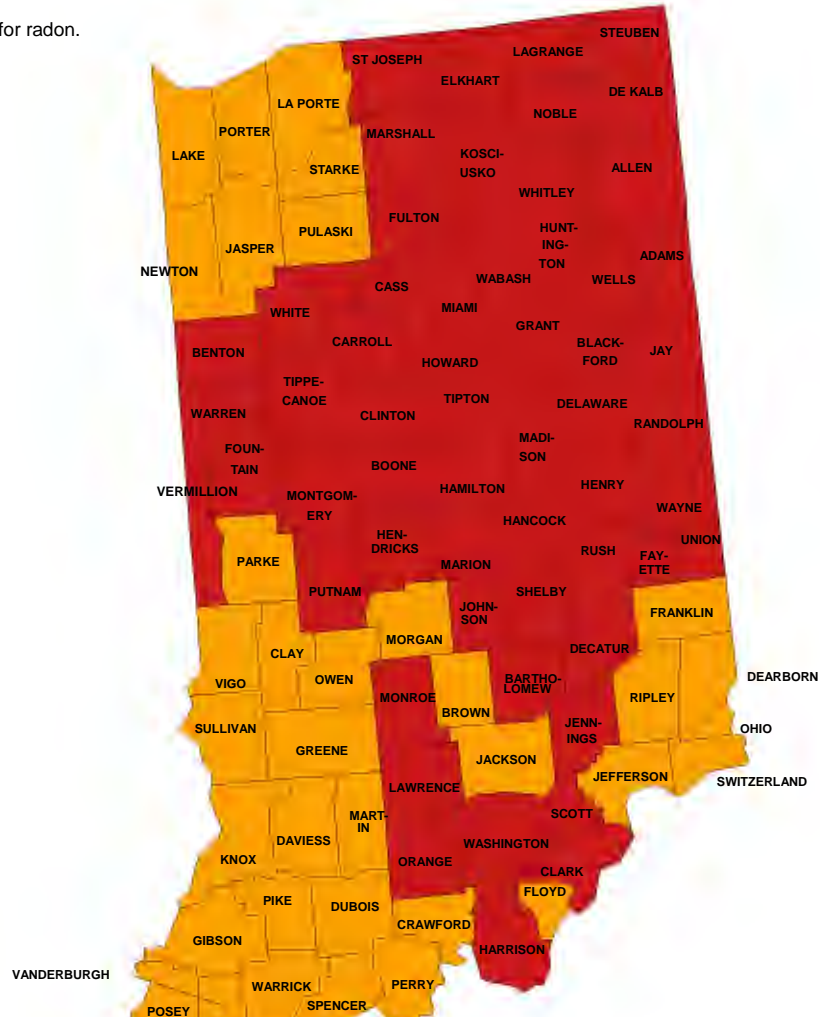 for radon.
STEUBEN
LAGRANGE
ST JOSEPH
ELKHART
DE KALB
LA PORTE
NOBLE
PORTER
MARSHALL
LAKE
KOSCI-
USKO
STARKE
ALLEN
WHITLEY
FULTON
PULASKI
HUNT-
ING-
TON
JASPER
ADAMS
NEWTON
WABASH
WELLS
CASS
MIAMI
WHITE
GRANT
CARROLL
BLACK-
FORD
JAY
BENTON
HOWARD
TIPPE-
CANOE
TIPTON
DELAWARE
WARREN
CLINTON
RANDOLPH
MADI-
SON
FOUN-
TAIN
BOONE
HENRY
HAMILTON
VERMILLION
MONTGOM-
ERY
WAYNE
HANCOCK
HEN-
DRICKS
UNION
RUSH
FAY-
ETTE
PARKE
MARION
PUTNAM
SHELBY
JOHN-
SON
FRANKLIN
MORGAN
DECATUR
CLAY
OWEN
BARTHO-
LOMEW
DEARBORN
VIGO
MONROE
RIPLEY
BROWN
SULLIVAN
JENN-
INGS
OHIO
GREENE
JACKSON
JEFFERSON
SWITZERLAND
LAWRENCE
MART-
IN
SCOTT
DAVIESS
WASHINGTON
KNOX
ORANGE
CLARK
FLOYD
PIKE
DUBOIS
CRAWFORD
GIBSON
HARRISON
VANDERBURGH
WARRICK
PERRY
SPENCER
POSEY